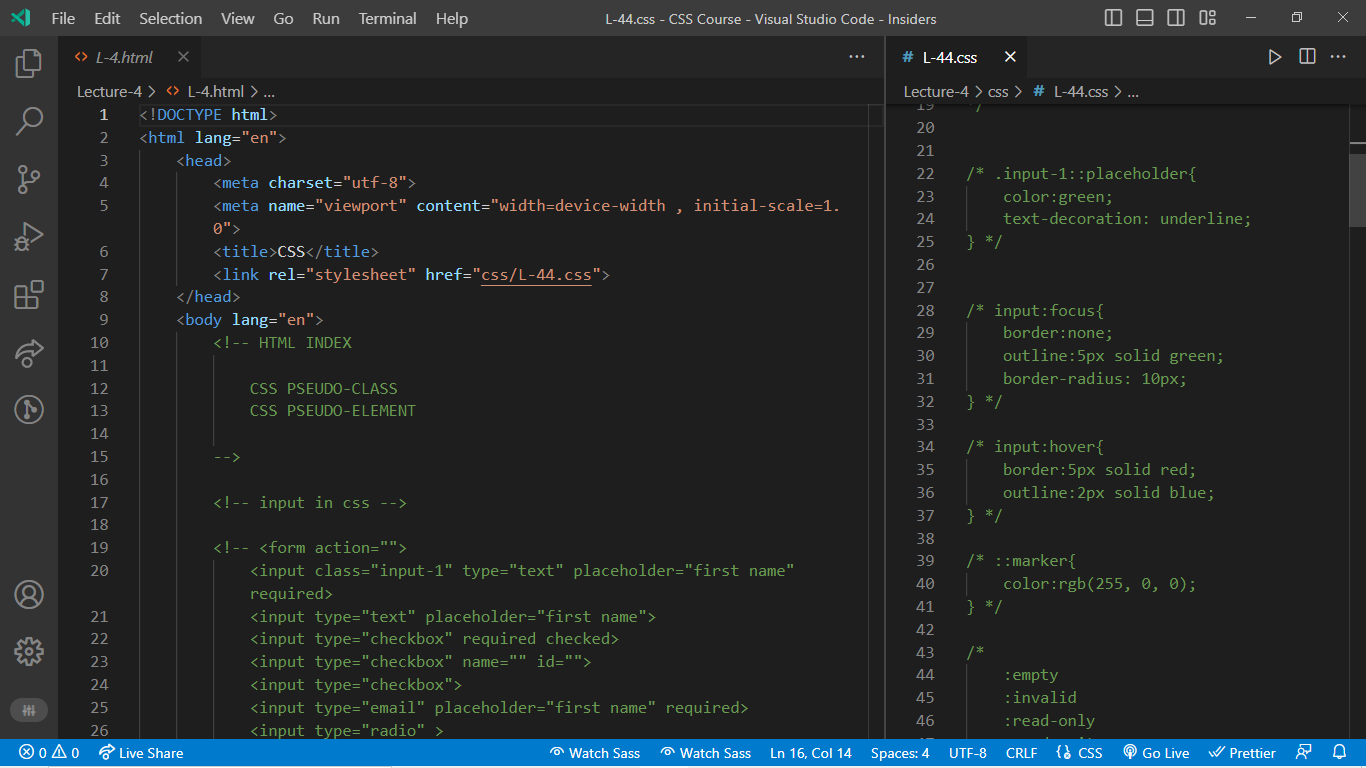 File Edit Selection View Go Run Terminal Help
L-44.css - CSS Course - Visual Studio Code - Insiders
L-4.html
Lecture-4 > L-4.html > ...
1 <!DOCTYPE html>
2 <html lang="en">
3 <head>
4 <meta charset="utf-8">
5 <meta name="viewport" content="width=device-width , initial-scale=1.
0">
6 <title>CSS</title>
7 <link rel="stylesheet" href="css/L-44.css">
8 </head>
9 <body lang="en">
10 <!-- HTML INDEX
11
12 CSS PSEUDO-CLASS
13 CSS PSEUDO-ELEMENT
14
15 -->
16
17 <!-- input in css -->
18
19 <!-- <form action="">
20 <input class="input-1" type="text" placeholder="first name"
required>
21 <input type="text" placeholder="first name">
22 <input type="checkbox" required checked>
23 <input type="checkbox" name="" id="">
24 <input type="checkbox">
25 <input type="email" placeholder="first name" required>
26 <input type="radio" >
# L-44.css
Lecture-4 > css > # L-44.css > ...
19 */
20
21
22 /* .input-1::placeholder{
23 color:green;
24 text-decoration: underline;
25 } */
26
27
28 /* input:focus{
29 border:none;
30 outline:5px solid green;
31 border-radius: 10px;
32 } */
33
34 /* input:hover{
35 border:5px solid red;
36 outline:2px solid blue;
37 } */
38
39 /* ::marker{
40 color:rgb(255, 0, 0);
41 } */
42
43 /*
44 :empty
45 :invalid
46 :read-only
0 0 Live Share Watch Sass Watch Sass Ln 16, Col 14 Spaces: 4 UTF-8 CRLF CSS Go Live Prettier